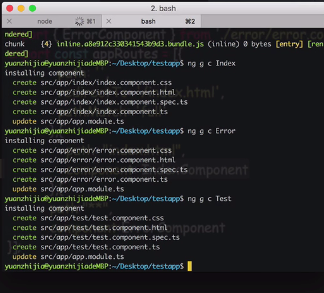 2. bash
node ⌘1
bash ⌘2
ndered]
chunk {4} inline.a8e912c330341543b9d3.bundle.js (inline) 0 bytes [entry] [ren
dered]
yuanzhijia@yuanzhijiadeMBP:~/Desktop/testapp$ ng g c Index
installing component
create src/app/index/index.component.css
create src/app/index/index.component.html
create src/app/index/index.component.spec.ts
create src/app/index/index.component.ts
update src/app/app.module.ts
yuanzhijia@yuanzhijiadeMBP:~/Desktop/testapp$ ng g c Error
installing component
create src/app/error/error.component.css
create src/app/error/error.component.html
create src/app/error/error.component.spec.ts
create src/app/error/error.component.ts
update src/app/app.module.ts
yuanzhijia@yuanzhijiadeMBP:~/Desktop/testapp$ ng g c Test
installing component
create src/app/test/test.component.css
create src/app/test/test.component.html
create src/app/test/test.component.spec.ts
create src/app/test/test.component.ts
update src/app/app.module.ts
yuanzhijia@yuanzhijiadeMBP:~/Desktop/testapp$